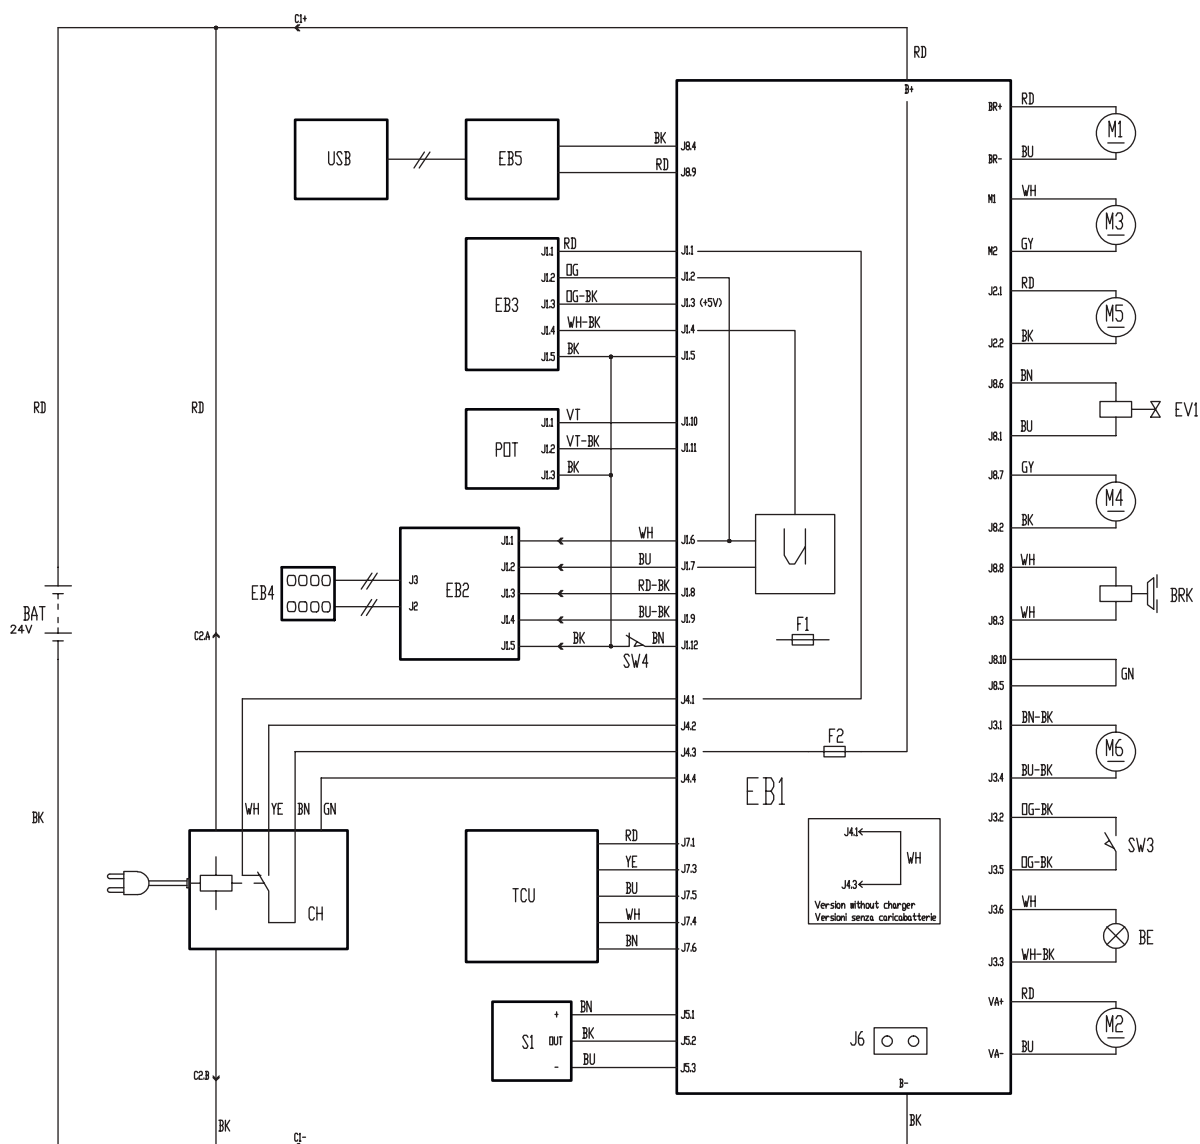 C1+
RD
B+
USB
EB5
BK
J8.4
RD
J8.9
BR+
RD
M1
BR-
BU
M1
WH
M3
M2
GY
EB3
J1.1
RD
J1.1
J1.2
OG
J1.2
J1.3
OG-BK
J1.3 (+5V)
J1.4
WH-BK
J1.4
J1.5
BK
J1.5
J2.1
RD
M5
J2.2
BK
J8.6
BN
EV1
J8.1
BU
RD
RD
POT
J1.1
VT
J1.10
J1.2
VT-BK
J1.11
J1.3
BK
J8.7
GY
M4
J8.2
BK
EB4
J3
J2
EB2
J1.1
WH
J1.6
J1.2
BU
J1.7
J1.3
RD-BK
J1.8
J1.4
BU-BK
J1.9
J1.5
BK
SW4
BN
J1.12
F1
J8.8
WH
BRK
J8.3
WH
BAT
24V
C2.A
J8.10
GN
J8.5
J4.1
J4.2
J4.3
J4.4
F2
EB1
J3.1
BN-BK
M6
J3.4
BU-BK
BK
WH
YE
BN
GN
CH
TCU
RD
J7.1
YE
J7.3
BU
J7.5
WH
J7.4
BN
J7.6
J4.1
WH
J4.3
Version without charger
Versioni senza caricabatterie
J3.2
OG-BK
SW3
J3.5
OG-BK
J3.6
WH
BE
J3.3
WH-BK
VA+
RD
M2
VA-
BU
S1
+
BN
J5.1
OUT
BK
J5.2
-
BU
J5.3
J6
C2.B
B-
BK
BK
C1-